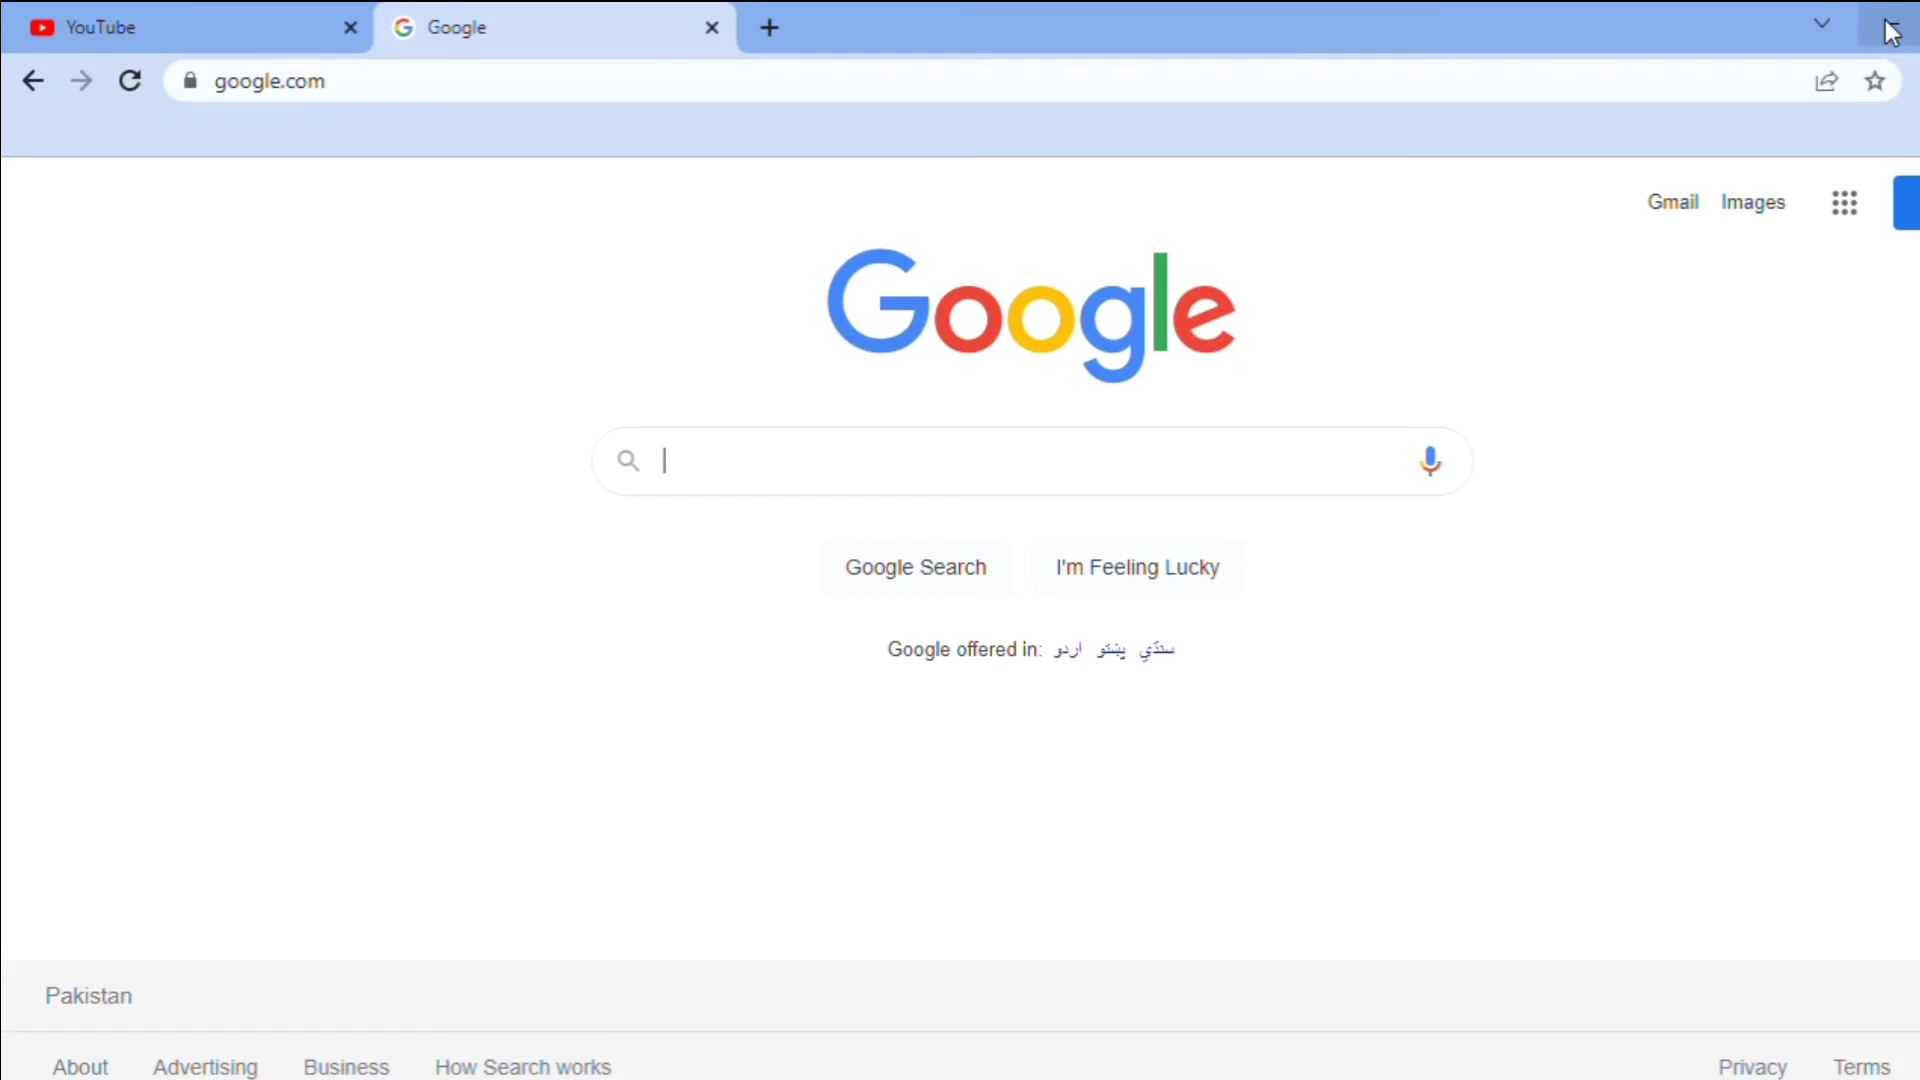 YouTube
Google
google.com
Gmail Images
Google
Google Search
I'm Feeling Lucky
Google offered in: اردو پښتو سنڌي
Pakistan
About Advertising Business How Search works
Privacy Terms